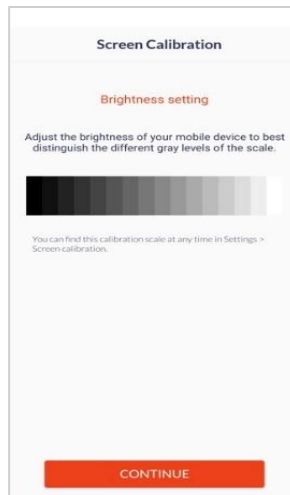 Screen Calibration
Brightness setting
Adjust the brightness of your mobile device to best
distinguish the different gray levels of the scale.
You can find this calibration scale at any time in Settings >
Screen calibration.
CONTINUE